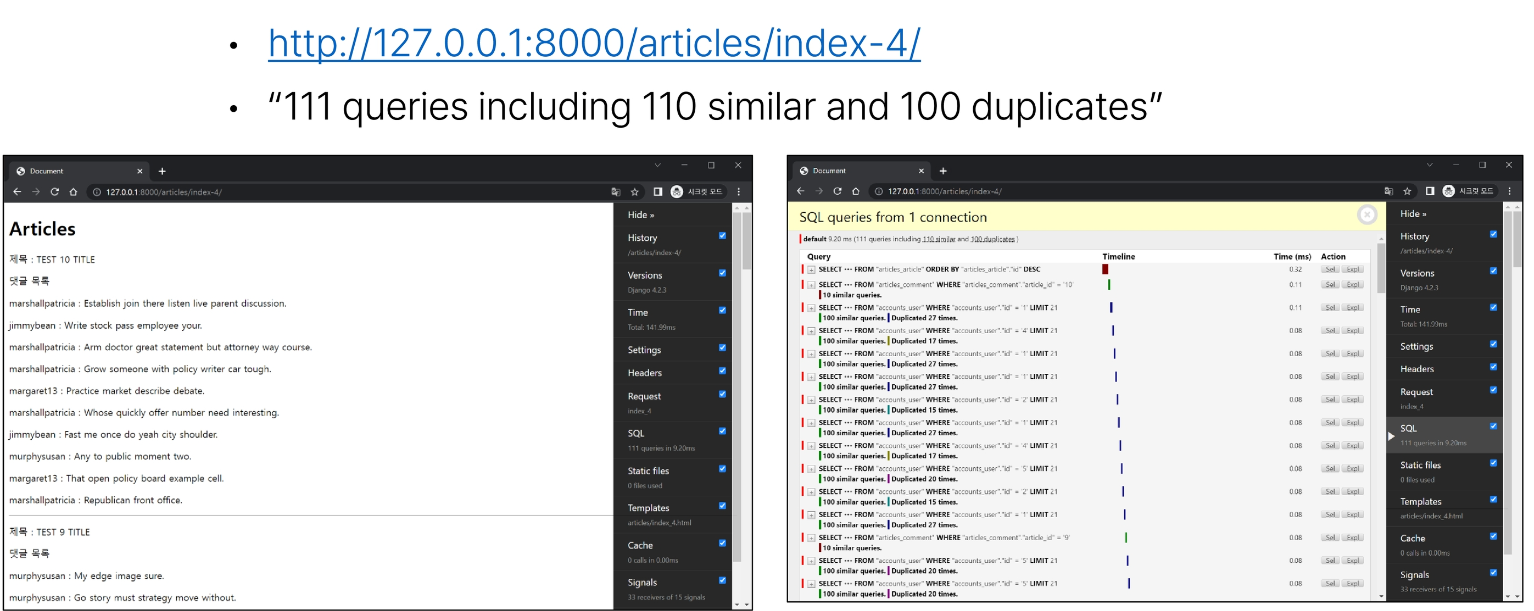 • http://127.0.0.1:8000/articles/index-4/
• “111 queries including 110 similar and 100 duplicates”
Document
127.0.0.1:8000/articles/index-4/
시크릿 모드
Articles
제목 : TEST 10 TITLE
댓글 목록
marshallpatricia : Establish join there listen live parent discussion.
jimmybean : Write stock pass employee your.
marshallpatricia : Arm doctor great statement but attorney way course.
marshallpatricia : Grow someone with policy writer car tough.
margaret13 : Practice market describe debate.
marshallpatricia : Whose quickly offer number need interesting.
jimmybean : Fast me once do yeah city shoulder.
murphysusan : Any to public moment two.
margaret13 : That open policy board example cell.
marshallpatricia : Republican front office.
제목 : TEST 9 TITLE
댓글 목록
murphysusan : My edge image sure.
murphysusan : Go story must strategy move without.
Hide »
History
/articles/index-4/
Versions
Django 4.2.3
Time
Total: 141.99ms
Settings
Headers
Request
index_4
SQL
111 queries in 9.20ms
Static files
0 files used
Templates
articles/index_4.html
Cache
0 calls in 0.00ms
Signals
33 receivers of 15 signals
Document
127.0.0.1:8000/articles/index-4/
시크릿 모드
SQL queries from 1 connection
default 9.20 ms (111 queries including 110 similar and 100 duplicates )
Query Timeline Time (ms) Action
+ SELECT ••• FROM "articles_article" ORDER BY "articles_article"."id" DESC 0.32 Sel Expl
+ SELECT ••• FROM "articles_comment" WHERE "articles_comment"."article_id" = '10' 0.11 Sel Expl
10 similar queries.
+ SELECT ••• FROM "accounts_user" WHERE "accounts_user"."id" = '1' LIMIT 21 0.11 Sel Expl
100 similar queries. Duplicated 27 times.
+ SELECT ••• FROM "accounts_user" WHERE "accounts_user"."id" = '4' LIMIT 21 0.08 Sel Expl
100 similar queries. Duplicated 17 times.
+ SELECT ••• FROM "accounts_user" WHERE "accounts_user"."id" = '1' LIMIT 21 0.08 Sel Expl
100 similar queries. Duplicated 27 times.
+ SELECT ••• FROM "accounts_user" WHERE "accounts_user"."id" = '1' LIMIT 21 0.08 Sel Expl
100 similar queries. Duplicated 27 times.
+ SELECT ••• FROM "accounts_user" WHERE "accounts_user"."id" = '2' LIMIT 21 0.08 Sel Expl
100 similar queries. Duplicated 15 times.
+ SELECT ••• FROM "accounts_user" WHERE "accounts_user"."id" = '1' LIMIT 21 0.08 Sel Expl
100 similar queries. Duplicated 27 times.
+ SELECT ••• FROM "accounts_user" WHERE "accounts_user"."id" = '4' LIMIT 21 0.08 Sel Expl
100 similar queries. Duplicated 17 times.
+ SELECT ••• FROM "accounts_user" WHERE "accounts_user"."id" = '5' LIMIT 21 0.08 Sel Expl
100 similar queries. Duplicated 20 times.
+ SELECT ••• FROM "accounts_user" WHERE "accounts_user"."id" = '2' LIMIT 21 0.08 Sel Expl
100 similar queries. Duplicated 15 times.
+ SELECT ••• FROM "accounts_user" WHERE "accounts_user"."id" = '1' LIMIT 21 0.08 Sel Expl
100 similar queries. Duplicated 27 times.
+ SELECT ••• FROM "articles_comment" WHERE "articles_comment"."article_id" = '9' 0.08 Sel Expl
10 similar queries.
+ SELECT ••• FROM "accounts_user" WHERE "accounts_user"."id" = '5' LIMIT 21 0.08 Sel Expl
100 similar queries. Duplicated 20 times.
+ SELECT ••• FROM "accounts_user" WHERE "accounts_user"."id" = '5' LIMIT 21 0.08 Sel Expl
100 similar queries. Duplicated 20 times.
Hide »
History
/articles/index-4/
Versions
Django 4.2.3
Time
Total: 141.99ms
Settings
Headers
Request
index_4
SQL
111 queries in 9.20ms
Static files
0 files used
Templates
articles/index_4.html
Cache
0 calls in 0.00ms
Signals
33 receivers of 15 signals